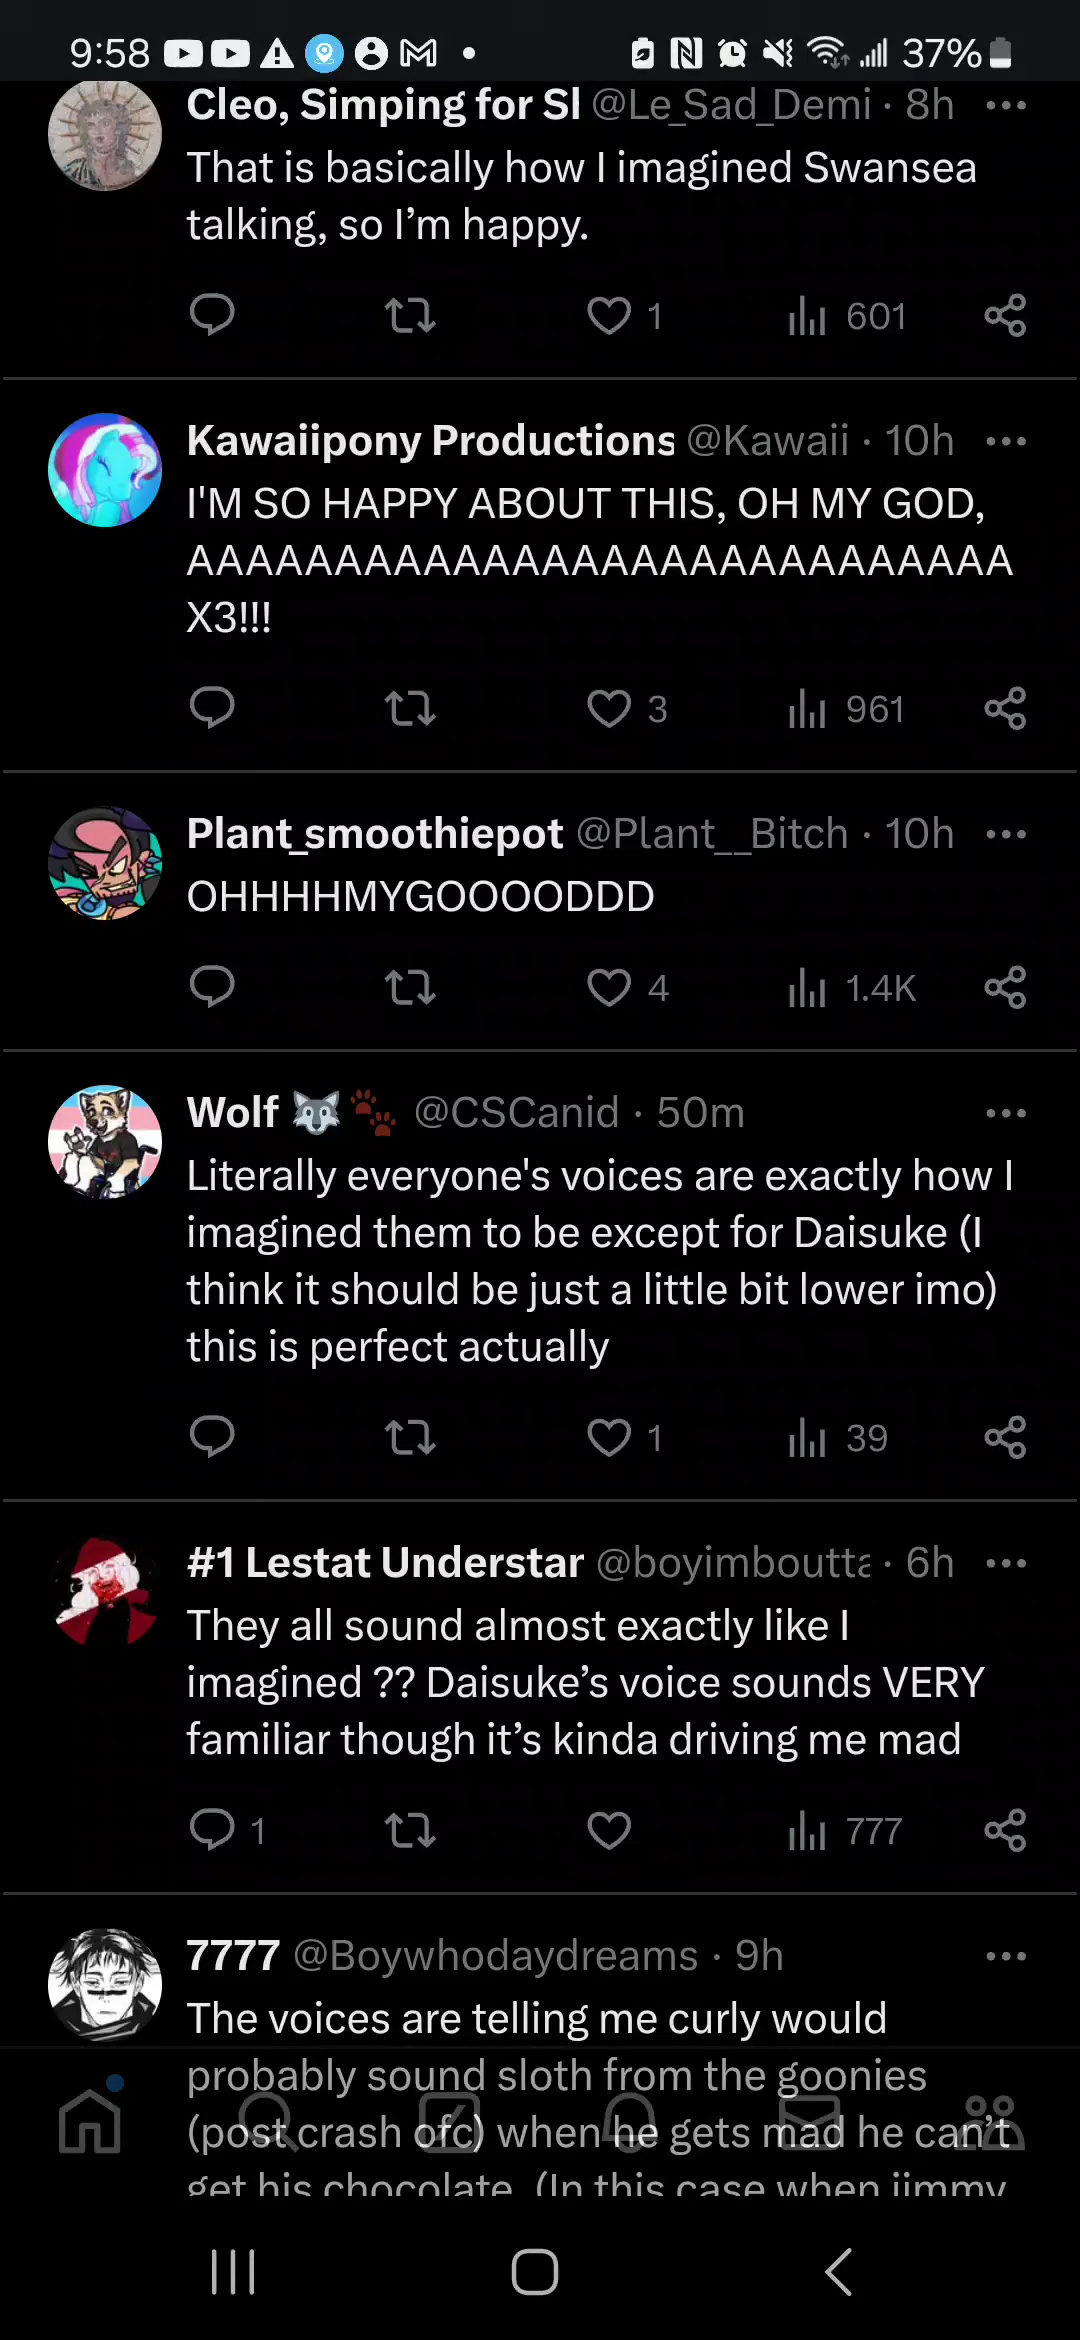 9:58 37%
Cleo, Simping for Sl @Le_Sad_Demi · 8h
That is basically how I imagined Swansea
talking, so I’m happy.
1 601
Kawaiipony Productions @Kawaii · 10h
I'M SO HAPPY ABOUT THIS, OH MY GOD,
AAAAAAAAAAAAAAAAAAAAAAAAAAAA
X3!!!
3 961
Plant_smoothiepot @Plant__Bitch · 10h
OHHHHMYGOOOODDD
4 1.4K
Wolf 🐺🐾 @CSCanid · 50m
Literally everyone's voices are exactly how I
imagined them to be except for Daisuke (I
think it should be just a little bit lower imo)
this is perfect actually
1 39
#1 Lestat Understar @boyimboutta · 6h
They all sound almost exactly like I
imagined ?? Daisuke’s voice sounds VERY
familiar though it’s kinda driving me mad
1 777
7777 @Boywhodaydreams · 9h
The voices are telling me curly would
probably sound sloth from the goonies
(post crash ofc) when he gets mad he can’t
get his chocolate. (In this case when jimmy